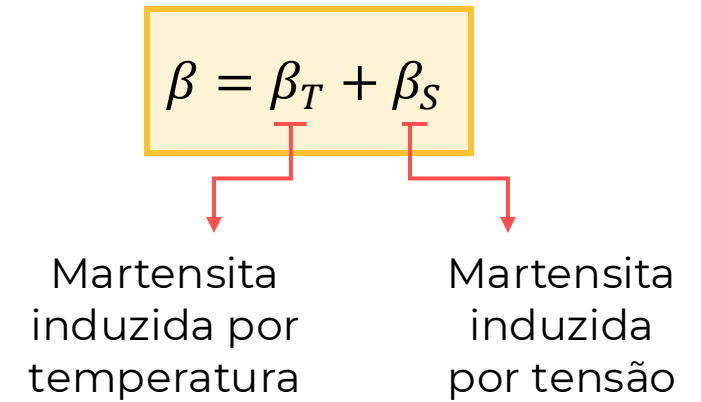 β = β_T + β_S
Martensita
induzida por
temperatura
Martensita
induzida
por tensão